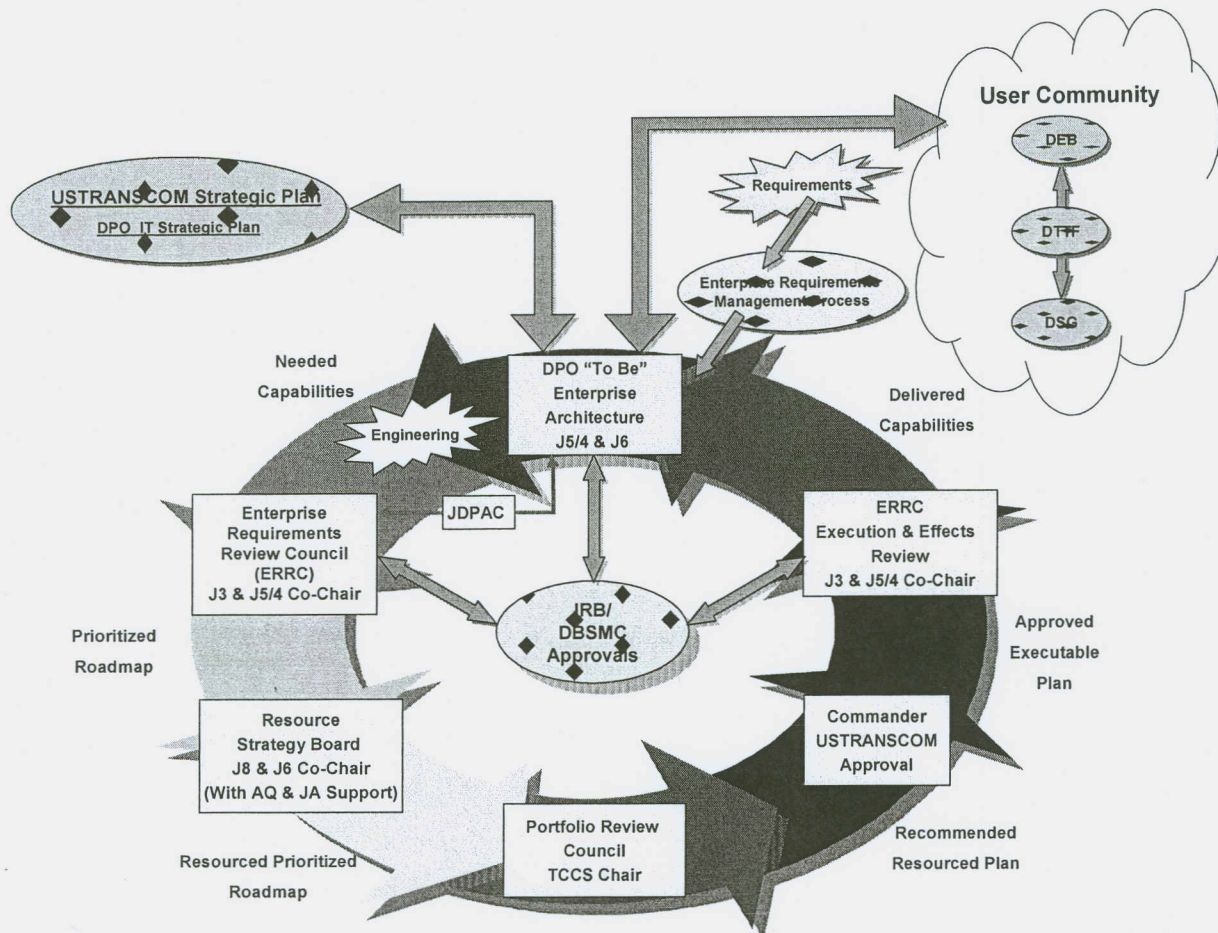 User Community
DEB
DTTF
DSG
Requirements
Enterprise Requirements
Management Process
USTRANSCOM Strategic Plan
DPO IT Strategic Plan
Needed
Capabilities
Engineering
DPO "To Be"
Enterprise
Architecture
J5/4 & J6
Delivered
Capabilities
JDPAC
Enterprise
Requirements
Review Council
(ERRC)
J3 & J5/4 Co-Chair
ERRC
Execution & Effects
Review
J3 & J5/4 Co-Chair
IRB/
DBSMC
Approvals
Prioritized
Roadmap
Approved
Executable
Plan
Resource
Strategy Board
J8 & J6 Co-Chair
(With AQ & JA Support)
Commander
USTRANSCOM
Approval
Portfolio Review
Council
TCCS Chair
Resourced Prioritized
Roadmap
Recommended
Resourced Plan